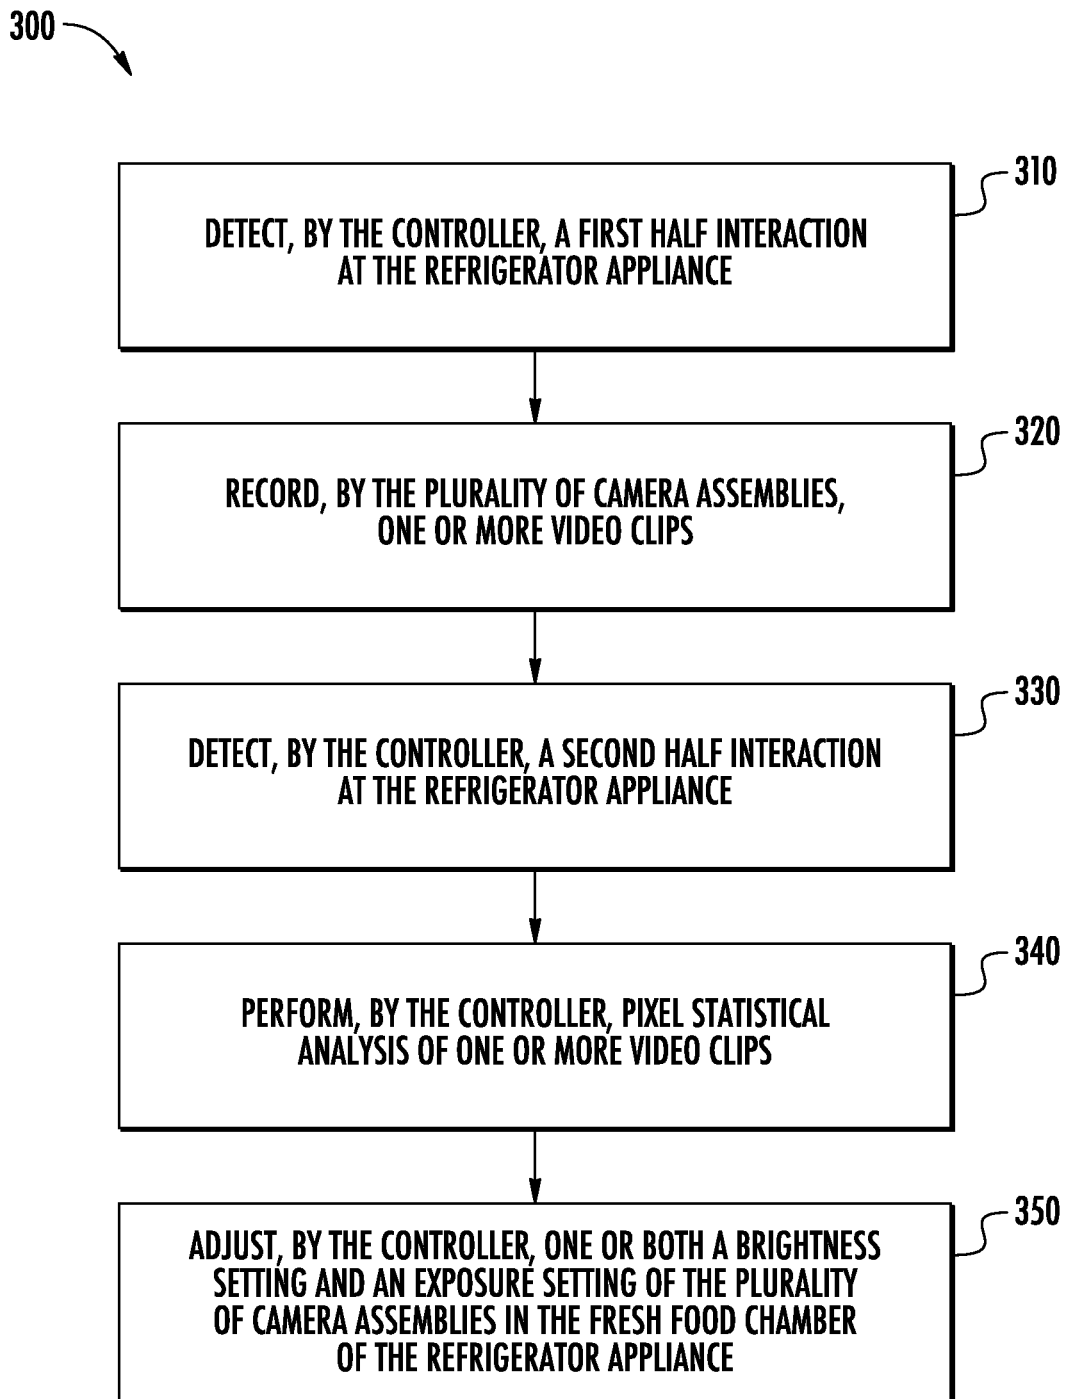 300
310
DETECT, BY THE CONTROLLER, A FIRST HALF INTERACTION
AT THE REFRIGERATOR APPLIANCE
320
RECORD, BY THE PLURALITY OF CAMERA ASSEMBLIES,
ONE OR MORE VIDEO CLIPS
330
DETECT, BY THE CONTROLLER, A SECOND HALF INTERACTION
AT THE REFRIGERATOR APPLIANCE
340
PERFORM, BY THE CONTROLLER, PIXEL STATISTICAL
ANALYSIS OF ONE OR MORE VIDEO CLIPS
350
ADJUST, BY THE CONTROLLER, ONE OR BOTH A BRIGHTNESS
SETTING AND AN EXPOSURE SETTING OF THE PLURALITY
OF CAMERA ASSEMBLIES IN THE FRESH FOOD CHAMBER
OF THE REFRIGERATOR APPLIANCE